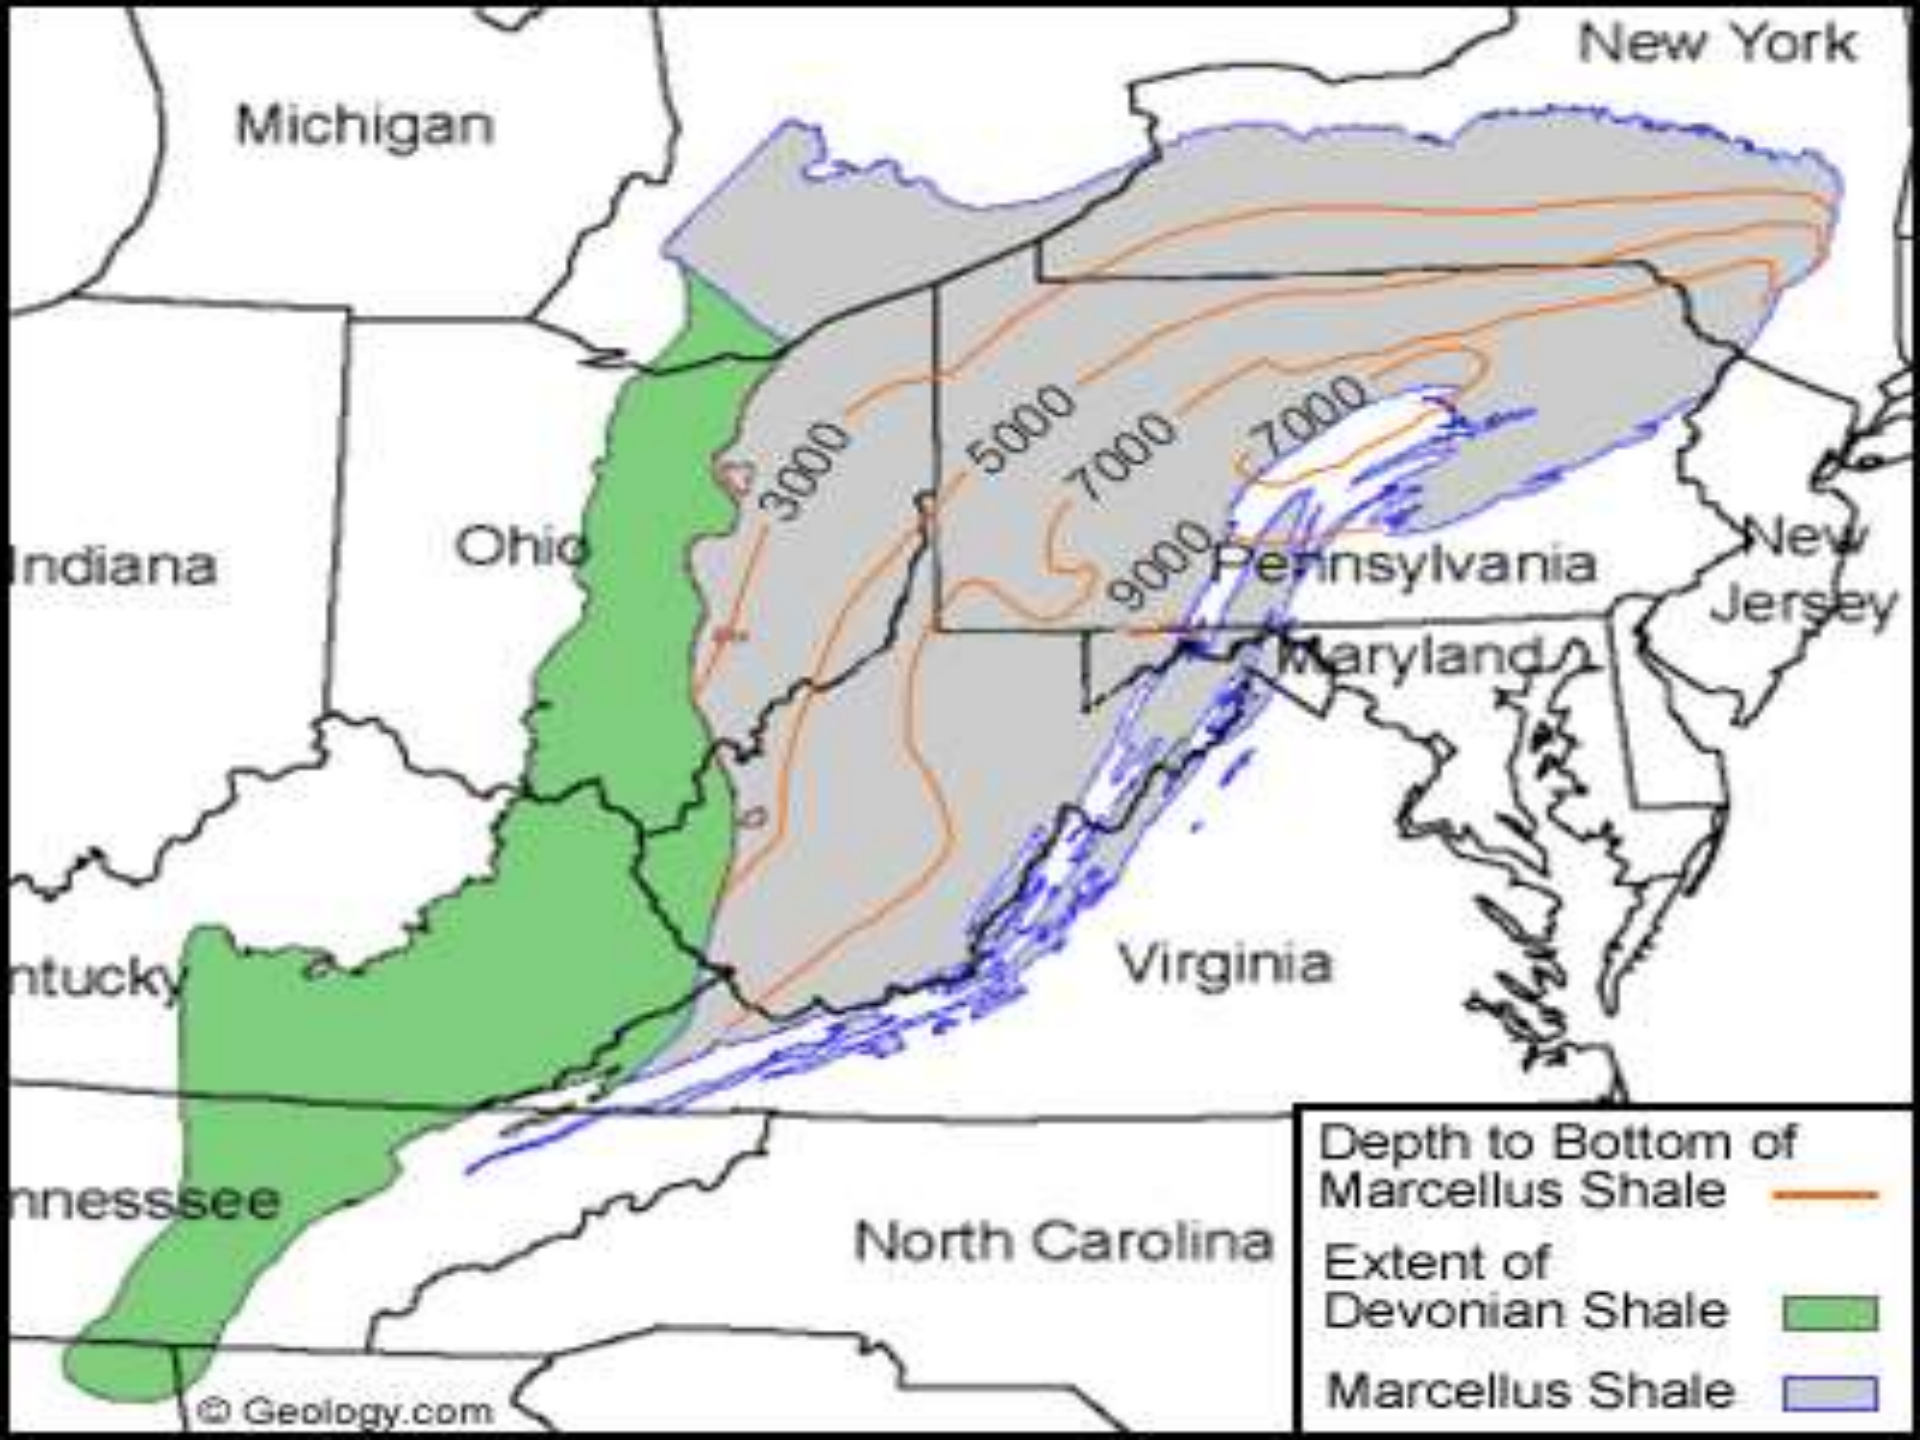 New York
Michigan
3000
5000
7000
7000
9000
Indiana
Ohio
Pennsylvania
New
Jersey
Maryland
Virginia
ntucky
nnesssee
North Carolina
Depth to Bottom of
Marcellus Shale
Extent of
Devonian Shale
Marcellus Shale
© Geology.com